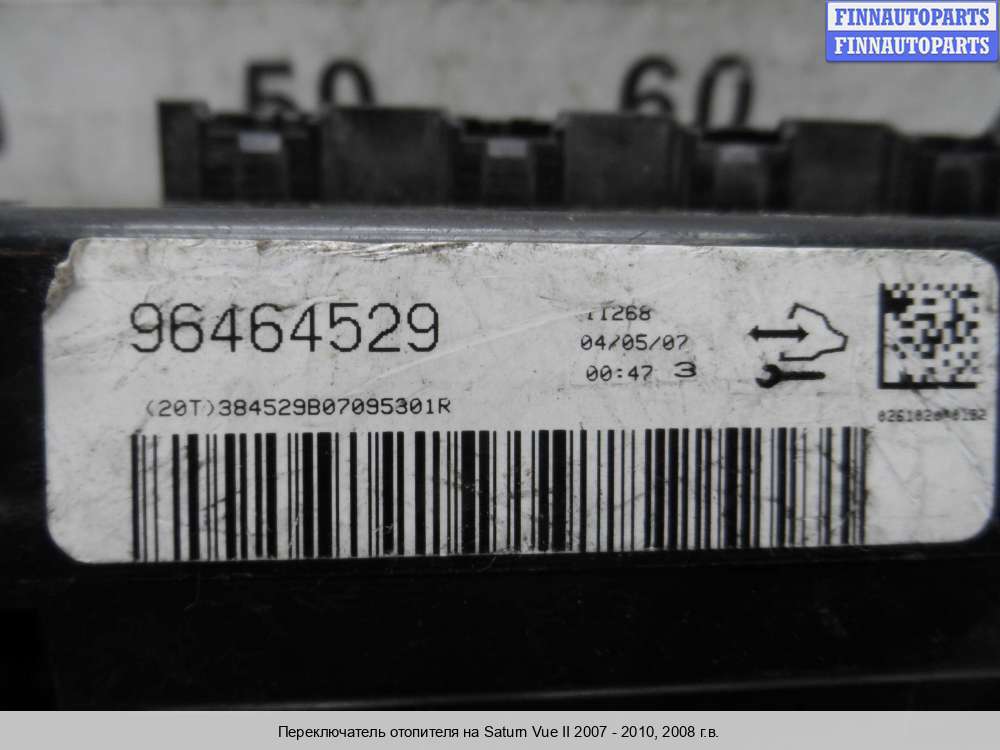 FINNAUTOPARTS
FINNAUTOPARTS
50 60
96464529
11268
04/05/07
00:47 3
(20T)384529B07095301R
Переключатель отопителя на Saturn Vue II 2007 - 2010, 2008 г.в.